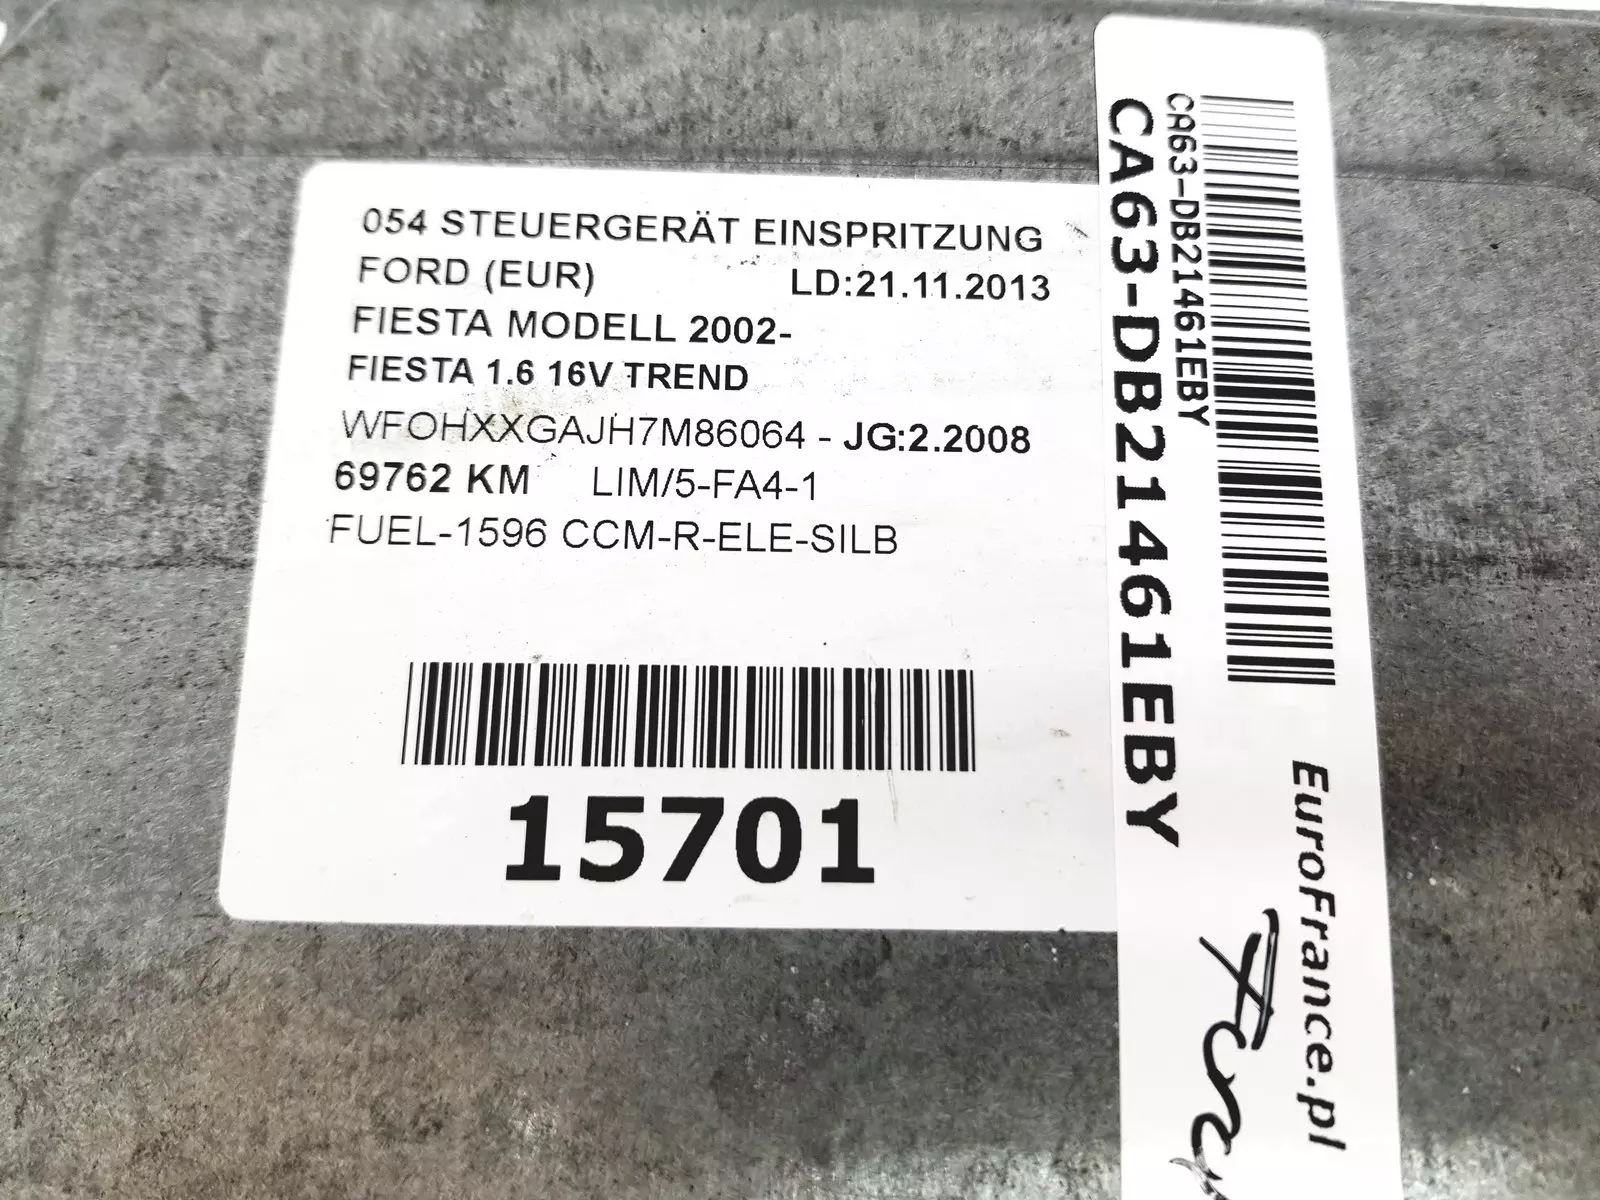 054 STEUERGERÄT EINSPRITZUNG
FORD (EUR) LD:21.11.2013
FIESTA MODELL 2002-
FIESTA 1.6 16V TREND
WFOHXXGAJH7M86064 - JG:2.2008
69762 KM LIM/5-FA4-1
FUEL-1596 CCM-R-ELE-SILB
15701
CA63-DB21461EBY
CA63-DB21461EBY
EuroFrance.pl